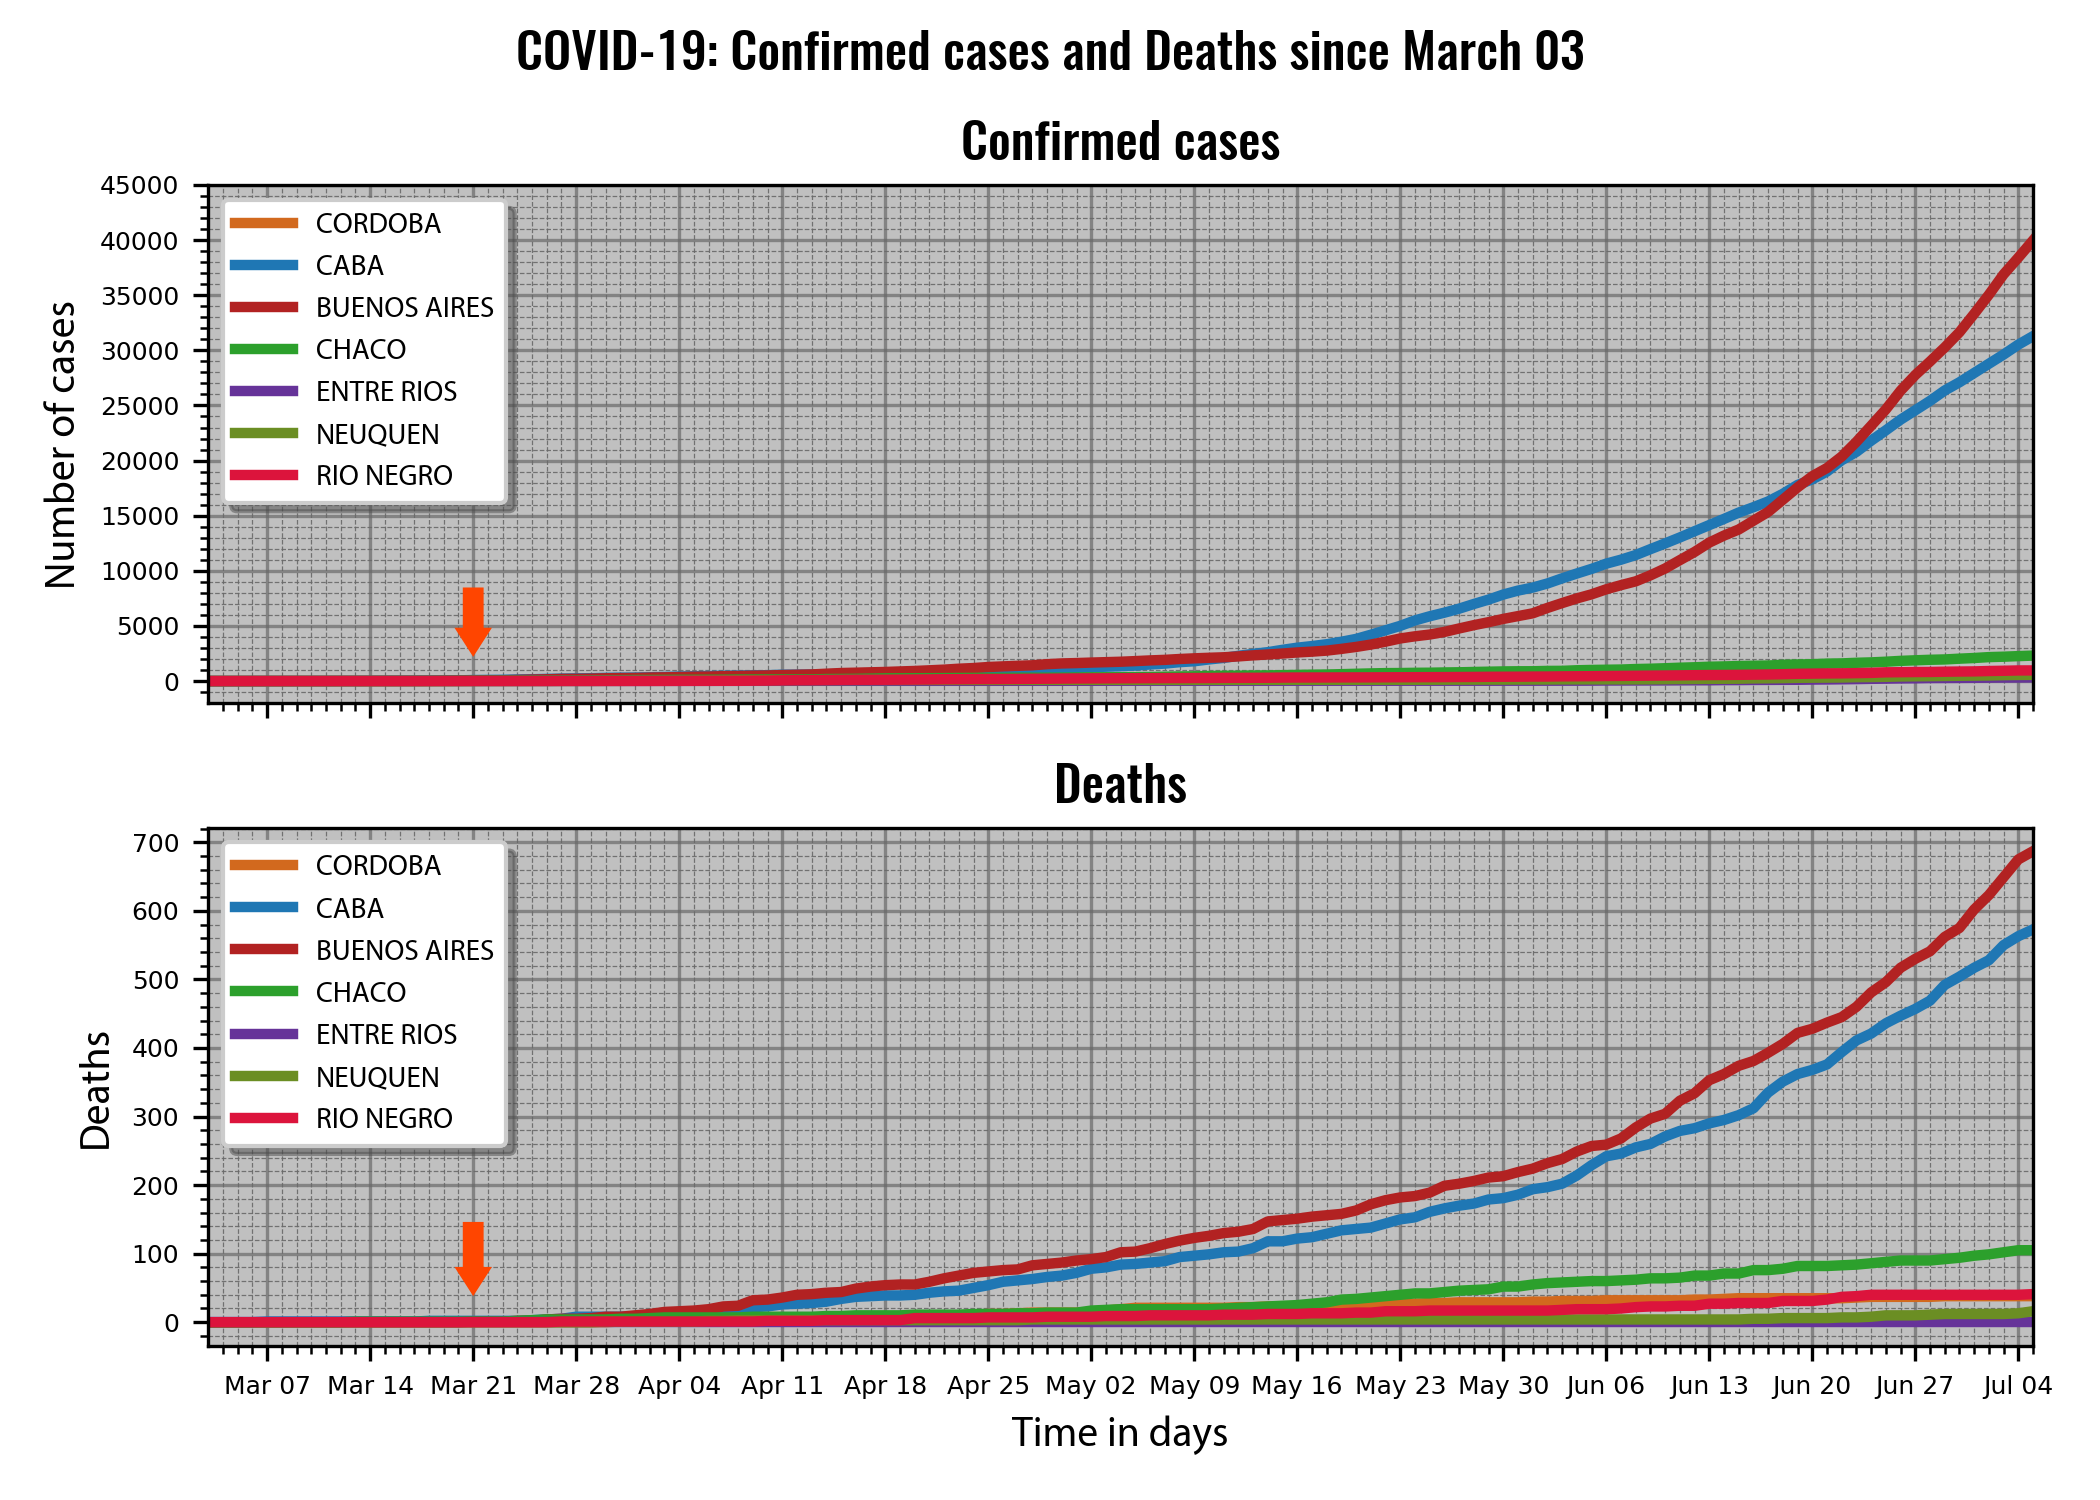 COVID-19: Confirmed cases and Deaths since March 03
Confirmed cases
Number of cases
45000
40000
35000
30000
25000
20000
15000
10000
5000
0
CORDOBA
CABA
BUENOS AIRES
CHACO
ENTRE RIOS
NEUQUEN
RIO NEGRO
Deaths
Deaths
700
600
500
400
300
200
100
0
CORDOBA
CABA
BUENOS AIRES
CHACO
ENTRE RIOS
NEUQUEN
RIO NEGRO
Mar 07 Mar 14 Mar 21 Mar 28 Apr 04 Apr 11 Apr 18 Apr 25 May 02 May 09 May 16 May 23 May 30 Jun 06 Jun 13 Jun 20 Jun 27 Jul 04
Time in days